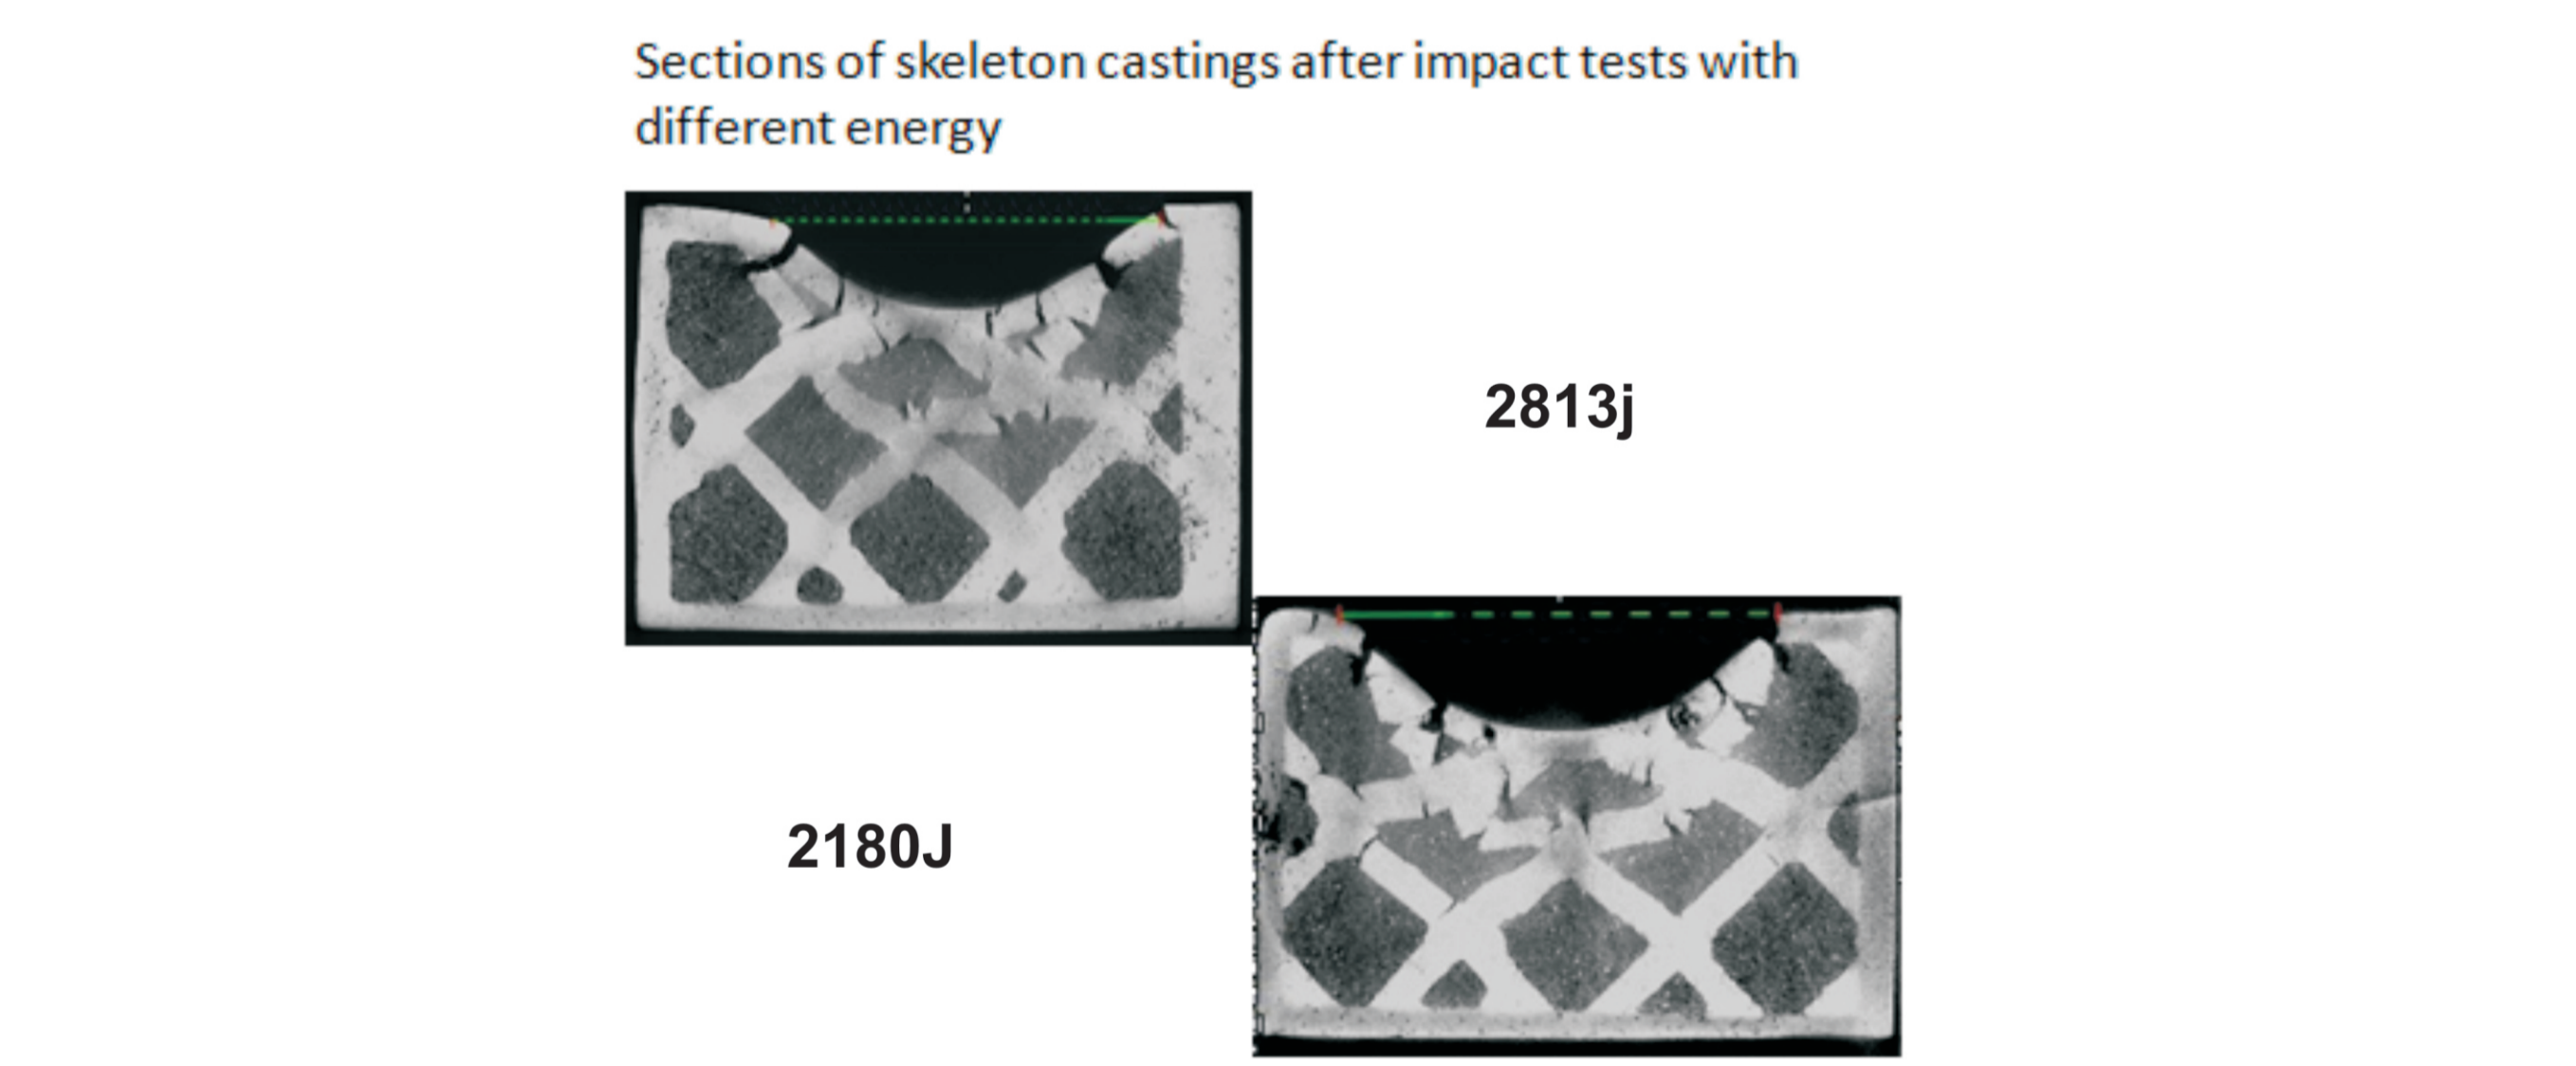 Sections of skeleton castings after impact tests with
different energy
2813j
2180J